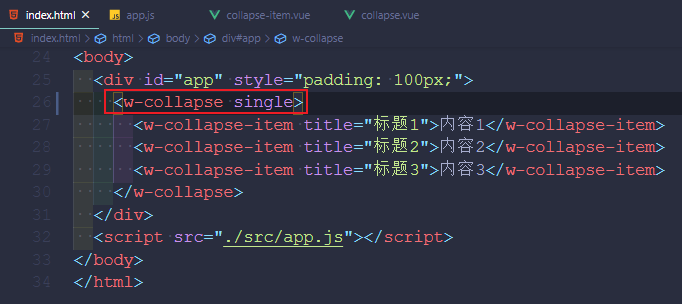 index.html × JS app.js collapse-item.vue collapse.vue
index.html > html > body > div#app > w-collapse
24 <body>
25 <div id="app" style="padding: 100px;">
26 <w-collapse single>
27 <w-collapse-item title="标题1">内容1</w-collapse-item>
28 <w-collapse-item title="标题2">内容2</w-collapse-item>
29 <w-collapse-item title="标题3">内容3</w-collapse-item>
30 </w-collapse>
31 </div>
32 <script src="./src/app.js"></script>
33 </body>
34 </html>